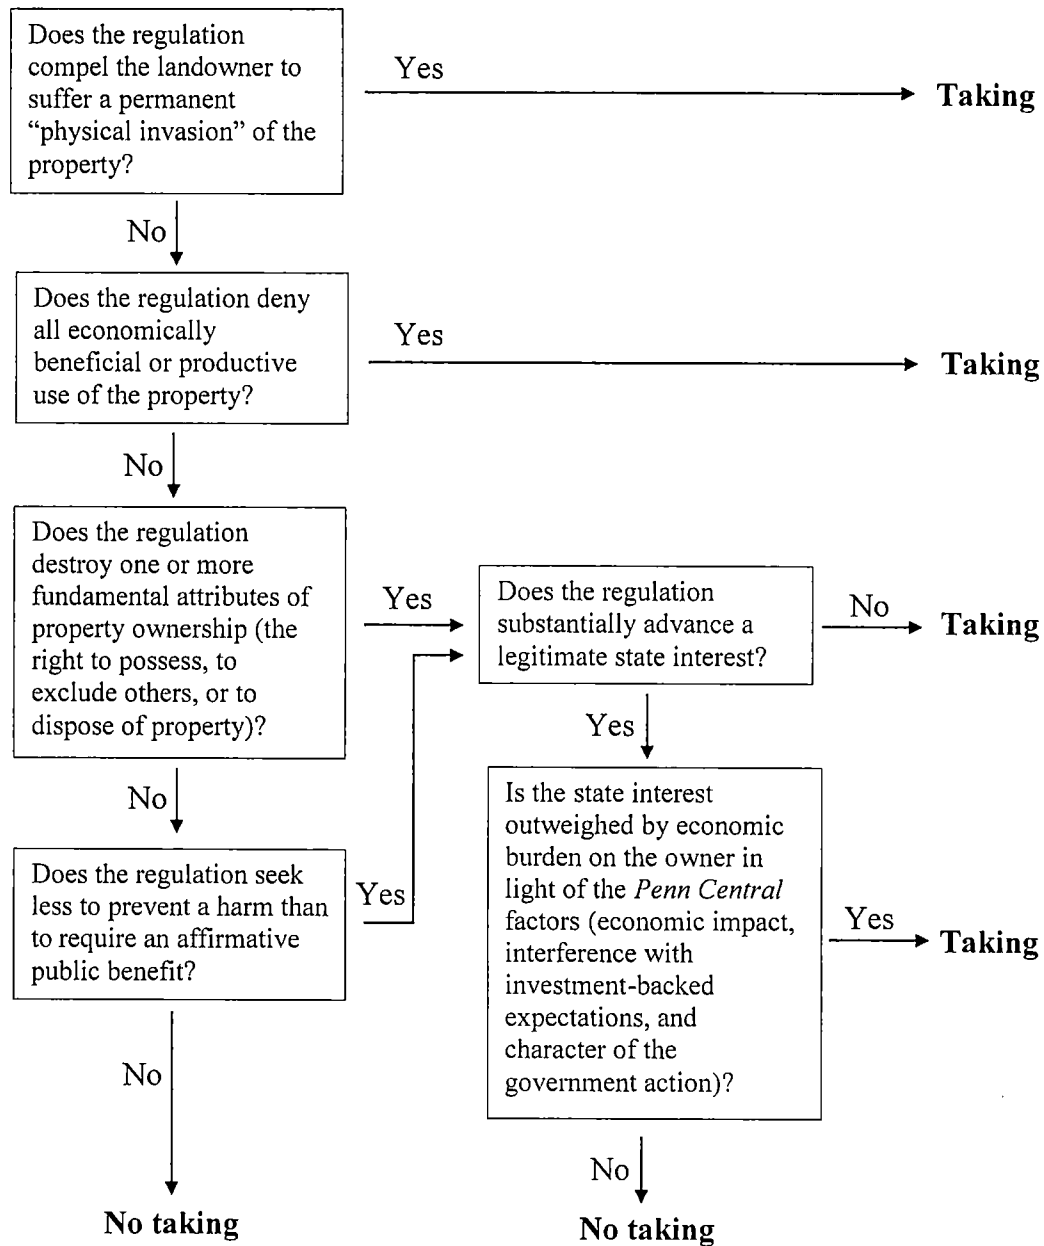 Does the regulation
compel the landowner to
suffer a permanent
“physical invasion” of the
property?
Yes
Taking
No
Does the regulation deny
all economically
beneficial or productive
use of the property?
Yes
Taking
No
Does the regulation
destroy one or more
fundamental attributes of
property ownership (the
right to possess, to
exclude others, or to
dispose of property)?
Yes
Does the regulation
substantially advance a
legitimate state interest?
No
Taking
Yes
No
Does the regulation seek
less to prevent a harm than
to require an affirmative
public benefit?
Yes
Is the state interest
outweighed by economic
burden on the owner in
light of the Penn Central
factors (economic impact,
interference with
investment-backed
expectations, and
character of the
government action)?
Yes
Taking
No
No taking
No
No taking